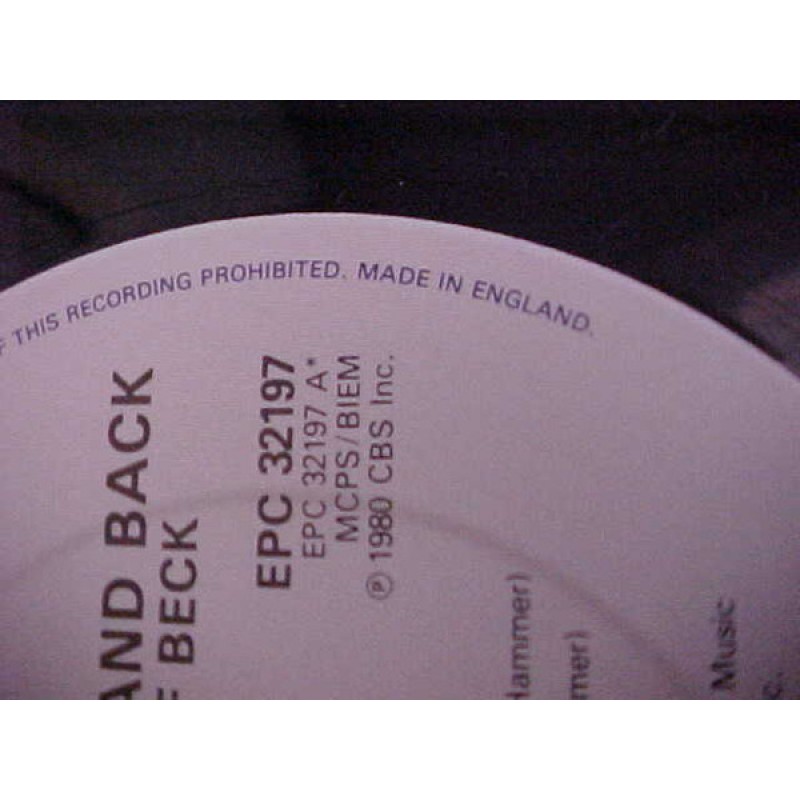 THIS RECORDING PROHIBITED. MADE IN ENGLAND.
AND BACK
BECK
EPC 32197
EPC 32197 A*
MCPS/BIEM
℗ 1980 CBS Inc.
Hammer)
mer)
Music
c.